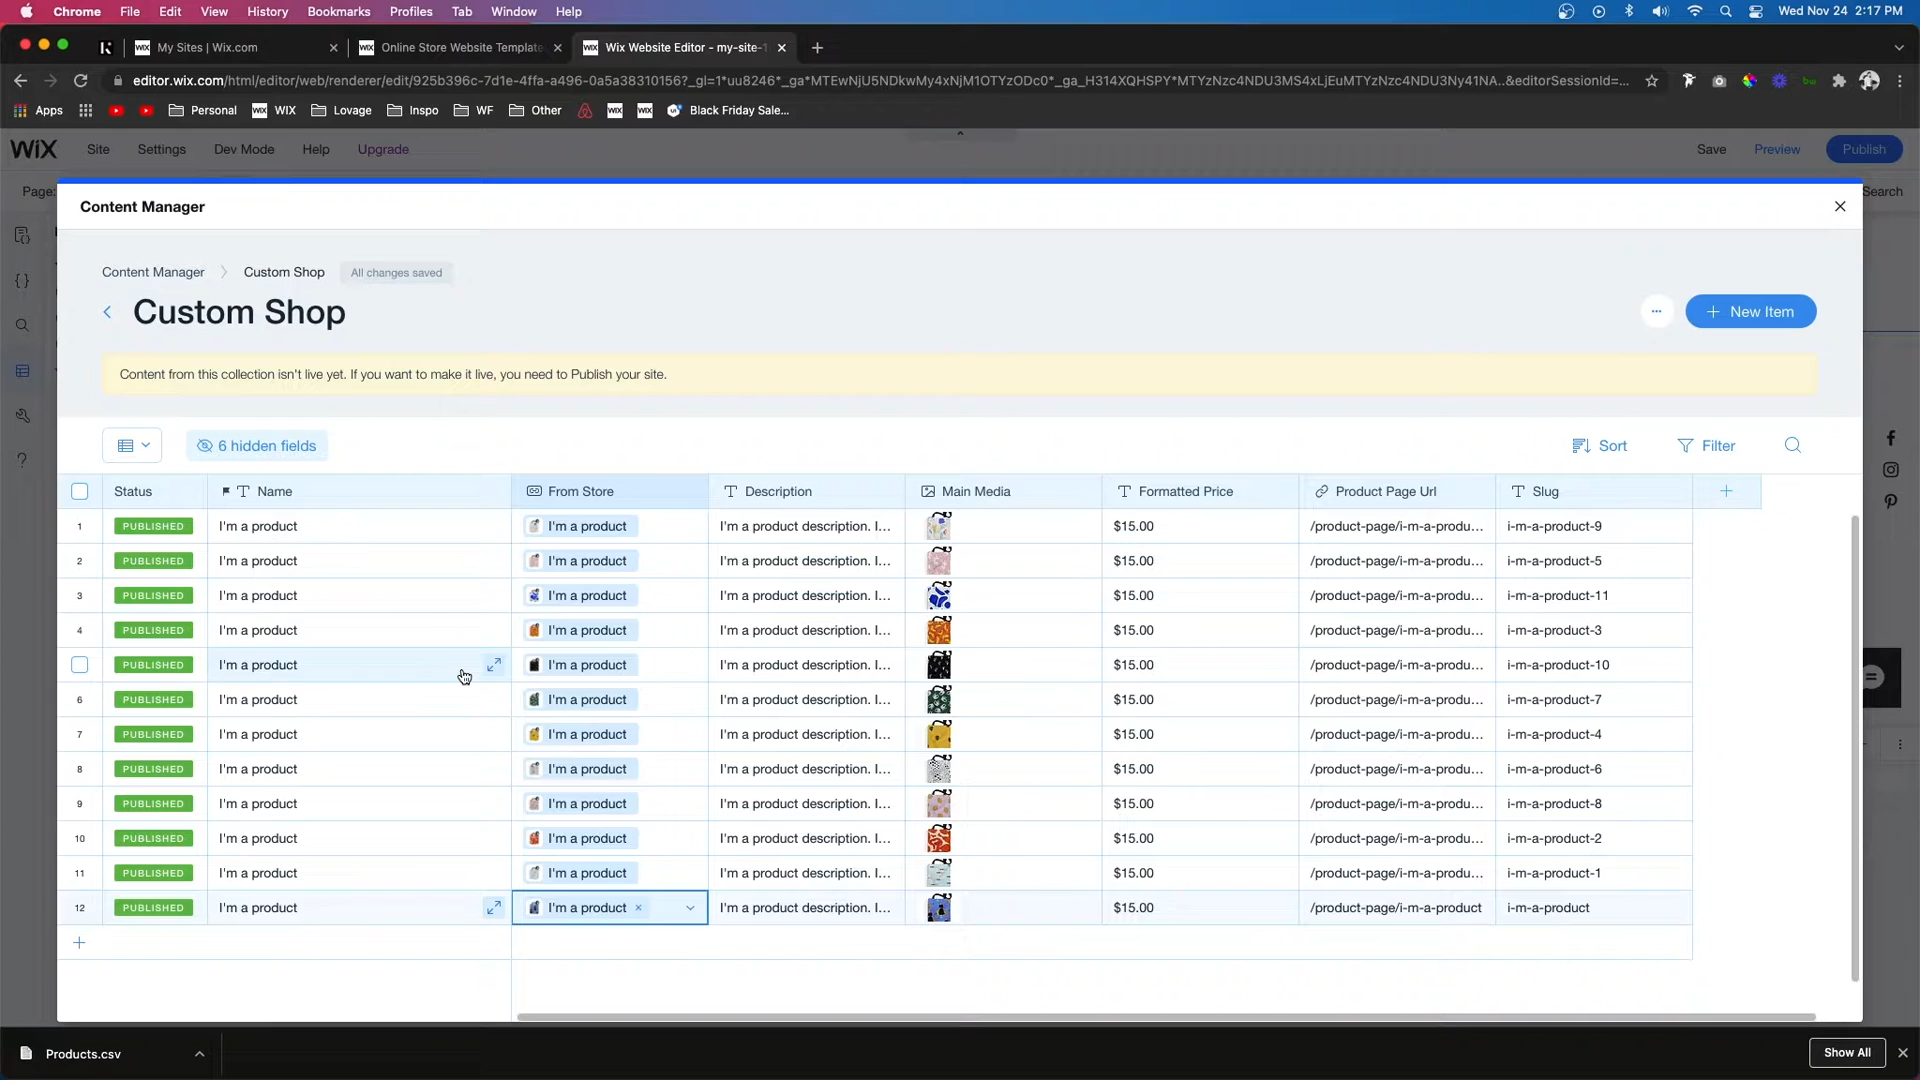 Chrome File Edit View History Bookmarks Profiles Tab Window Help Wed Nov 24 2:17 PM
My Sites | Wix.com Online Store Website Template Wix Website Editor - my-site-1
editor.wix.com/html/editor/web/renderer/edit/925b396c-7d1e-4ffa-a496-0a5a38310156?_gl=1*uu8246*_ga*MTEwNjU5NDkwMy4xNjM1OTYzODc0*_ga_H314XQHSPY*MTYzNzc4NDU3MS4xLjEuMTYzNzc4NDU3Ny41NA..&editorSessionId=...
Apps Personal WIX Lovage Inspo WF Other Black Friday Sale...
WIX Site Settings Dev Mode Help Upgrade Save Preview Publish
Page: Search
Content Manager
Content Manager Custom Shop All changes saved
Custom Shop
New Item
Content from this collection isn't live yet. If you want to make it live, you need to Publish your site.
6 hidden fields Sort Filter
Status Name From Store Description Main Media Formatted Price Product Page Url Slug
1 PUBLISHED I'm a product I'm a product I'm a product description. I... $15.00 /product-page/i-m-a-produ... i-m-a-product-9
2 PUBLISHED I'm a product I'm a product I'm a product description. I... $15.00 /product-page/i-m-a-produ... i-m-a-product-5
3 PUBLISHED I'm a product I'm a product I'm a product description. I... $15.00 /product-page/i-m-a-produ... i-m-a-product-11
4 PUBLISHED I'm a product I'm a product I'm a product description. I... $15.00 /product-page/i-m-a-produ... i-m-a-product-3
PUBLISHED I'm a product I'm a product I'm a product description. I... $15.00 /product-page/i-m-a-produ... i-m-a-product-10
6 PUBLISHED I'm a product I'm a product I'm a product description. I... $15.00 /product-page/i-m-a-produ... i-m-a-product-7
7 PUBLISHED I'm a product I'm a product I'm a product description. I... $15.00 /product-page/i-m-a-produ... i-m-a-product-4
8 PUBLISHED I'm a product I'm a product I'm a product description. I... $15.00 /product-page/i-m-a-produ... i-m-a-product-6
9 PUBLISHED I'm a product I'm a product I'm a product description. I... $15.00 /product-page/i-m-a-produ... i-m-a-product-8
10 PUBLISHED I'm a product I'm a product I'm a product description. I... $15.00 /product-page/i-m-a-produ... i-m-a-product-2
11 PUBLISHED I'm a product I'm a product I'm a product description. I... $15.00 /product-page/i-m-a-produ... i-m-a-product-1
12 PUBLISHED I'm a product I'm a product I'm a product description. I... $15.00 /product-page/i-m-a-product i-m-a-product
Products.csv Show All